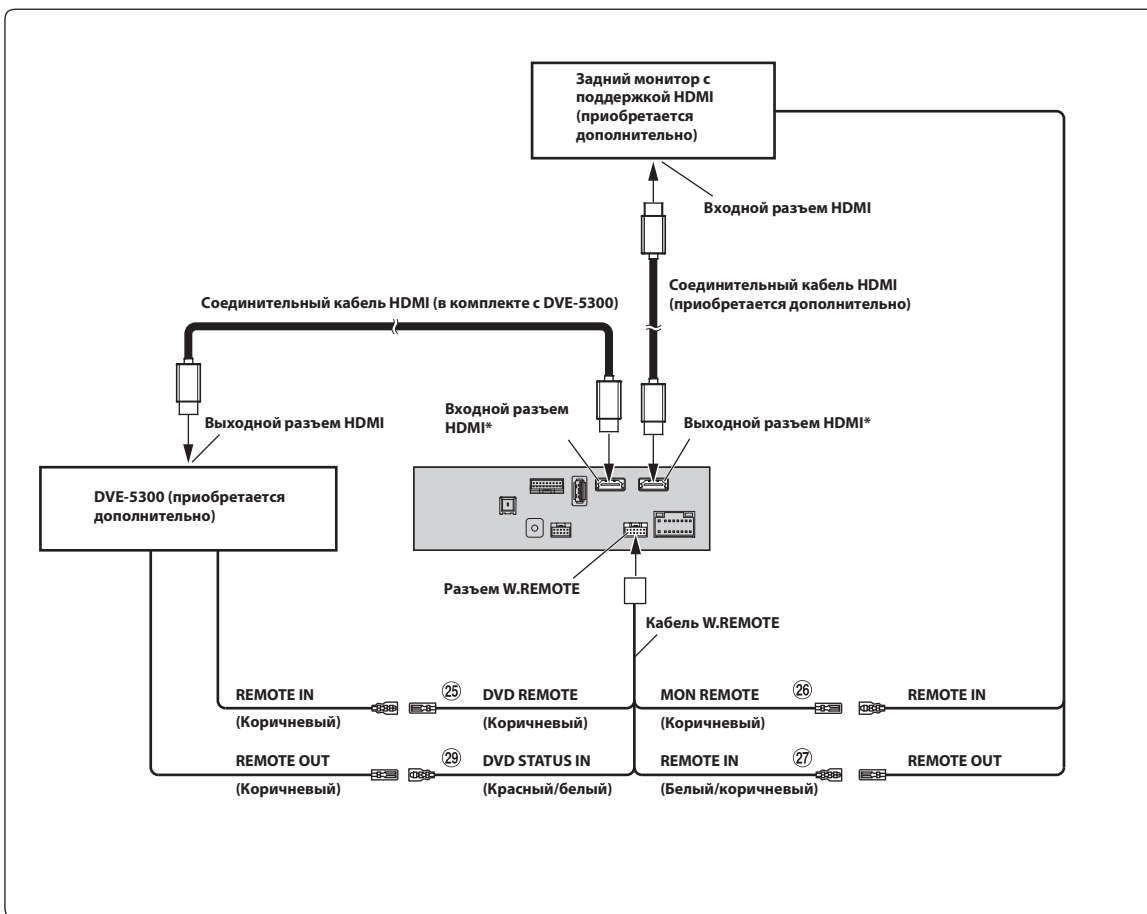 Задний монитор с
поддержкой HDMI
(приобретается
дополнительно)
Входной разъем HDMI
Соединительный кабель HDMI
(приобретается дополнительно)
Соединительный кабель HDMI (в комплекте с DVE-5300)
Входной разъем
HDMI*
Выходной разъем HDMI*
Выходной разъем HDMI
DVE-5300 (приобретается
дополнительно)
Разъем W.REMOTE
Кабель W.REMOTE
REMOTE IN ㉕ DVD REMOTE MON REMOTE ㉖ REMOTE IN
(Коричневый) (Коричневый) (Коричневый)
REMOTE OUT ㉙ DVD STATUS IN REMOTE IN ㉗ REMOTE OUT
(Коричневый) (Красный/белый) (Белый/коричневый)